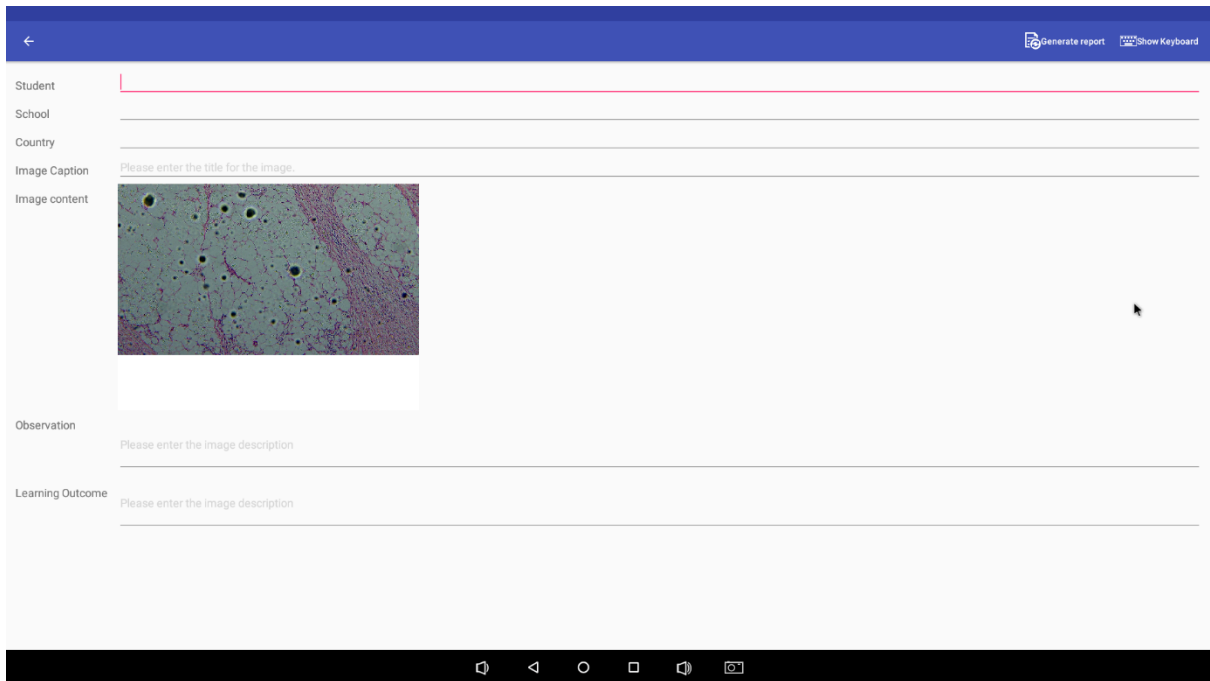 Generate report Show Keyboard
Student
School
Country
Image Caption Please enter the title for the image.
Image content
Observation
Please enter the image description
Learning Outcome
Please enter the image description